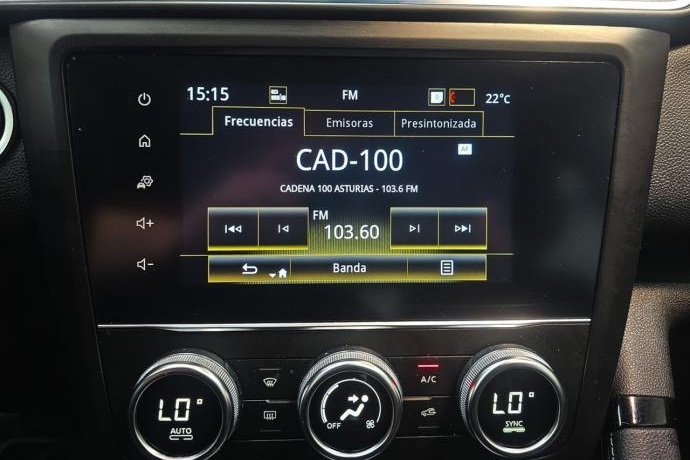 15:15 FM 22°C
Frecuencias Emisoras Presintonizada
CAD-100 AF
CADENA 100 ASTURIAS - 103.6 FM
FM
103.60
Banda
LO° A/C LO°
AUTO OFF SYNC